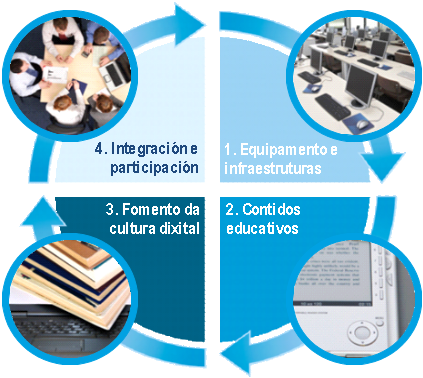 1. Equipamento e
infraestruturas
2. Contidos
educativos
3. Fomento da
cultura dixital
4. Integración e
participación